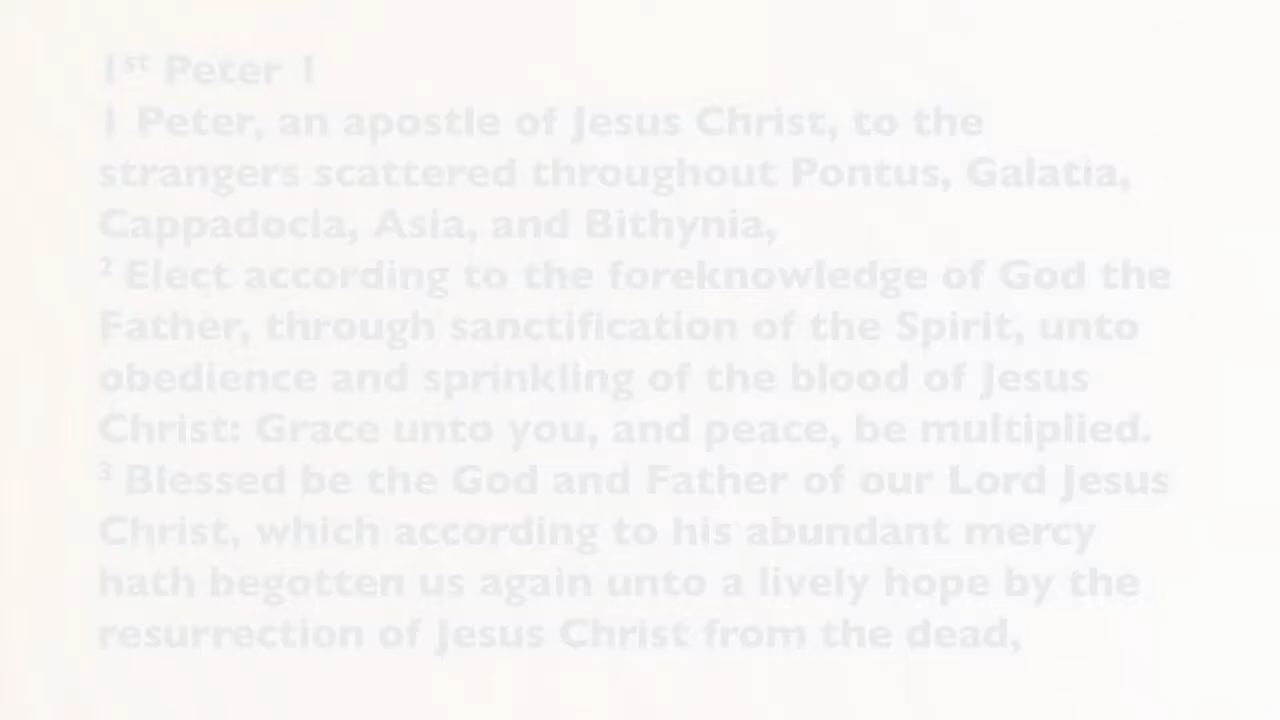 1st Peter 1
1 Peter, an apostle of Jesus Christ, to the
strangers scattered throughout Pontus, Galatia,
Cappadocia, Asia, and Bithynia,
2 Elect according to the foreknowledge of God the
Father, through sanctification of the Spirit, unto
obedience and sprinkling of the blood of Jesus
Christ: Grace unto you, and peace, be multiplied.
3 Blessed be the God and Father of our Lord Jesus
Christ, which according to his abundant mercy
hath begotten us again unto a lively hope by the
resurrection of Jesus Christ from the dead,